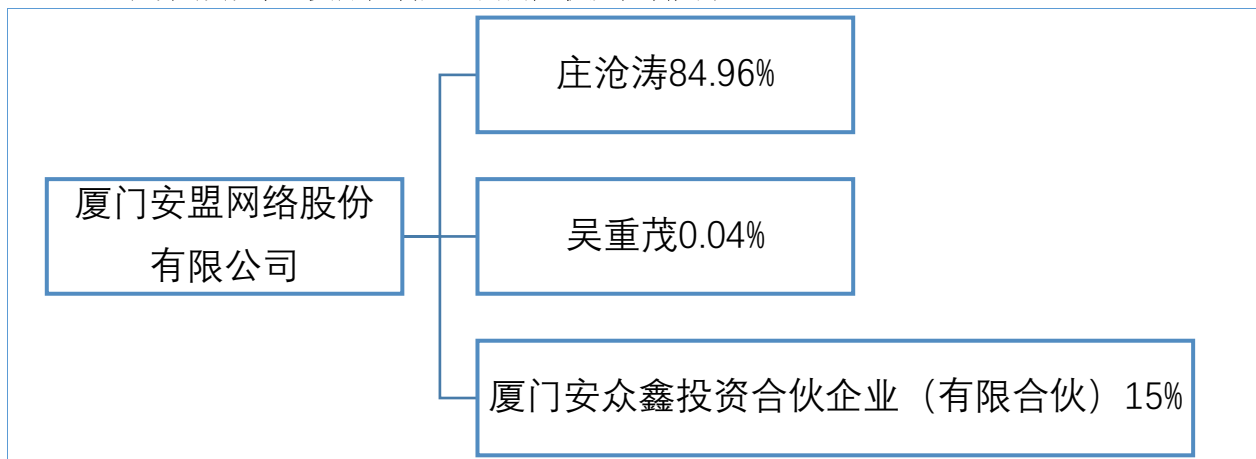 庄沧涛84.96%
厦门安盟网络股份
有限公司
吴重茂0.04%
厦门安众鑫投资合伙企业（有限合伙）15%